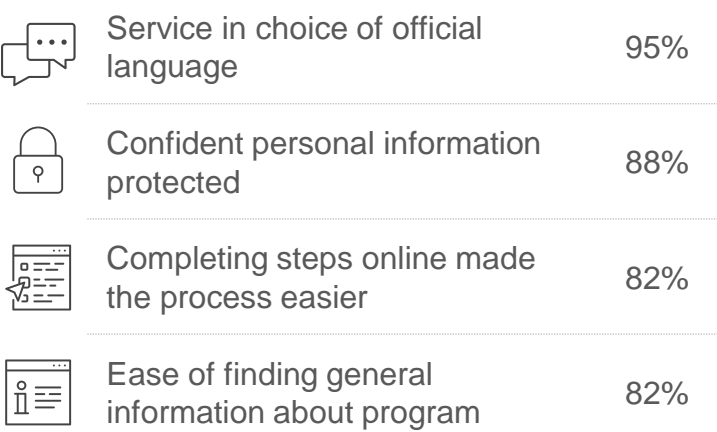 Service in choice of official
language
95%
Confident personal information
protected
88%
Completing steps online made
the process easier
82%
Ease of finding general
information about program
82%